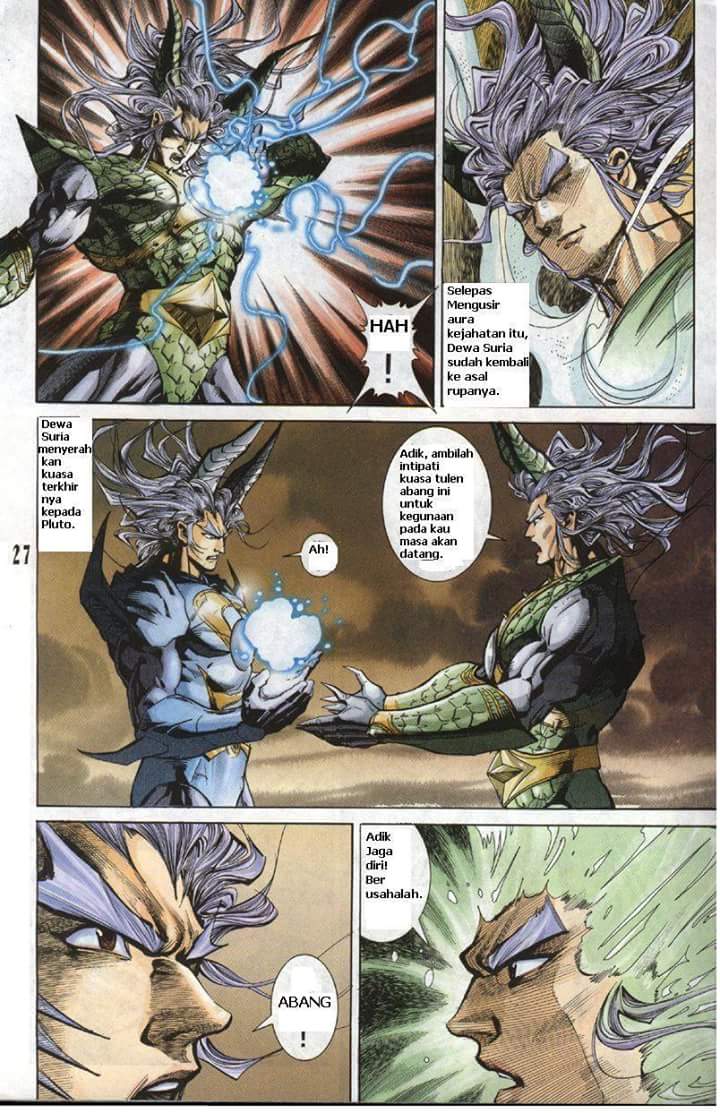 HAH
!
Selepas
Mengusir
aura
kejahatan itu,
Dewa Suria
sudah kembali
ke asal
rupanya.
Dewa
Suria
menyerah
kan
kuasa
terkhir
nya
kepada
Pluto.
Ah!
Adik, ambilah
intipati
kuasa tulen
abang ini
untuk
kegunaan
pada kau
masa akan
datang.
27
ABANG
!
Adik
Jaga
diri!
Ber
usahalah.